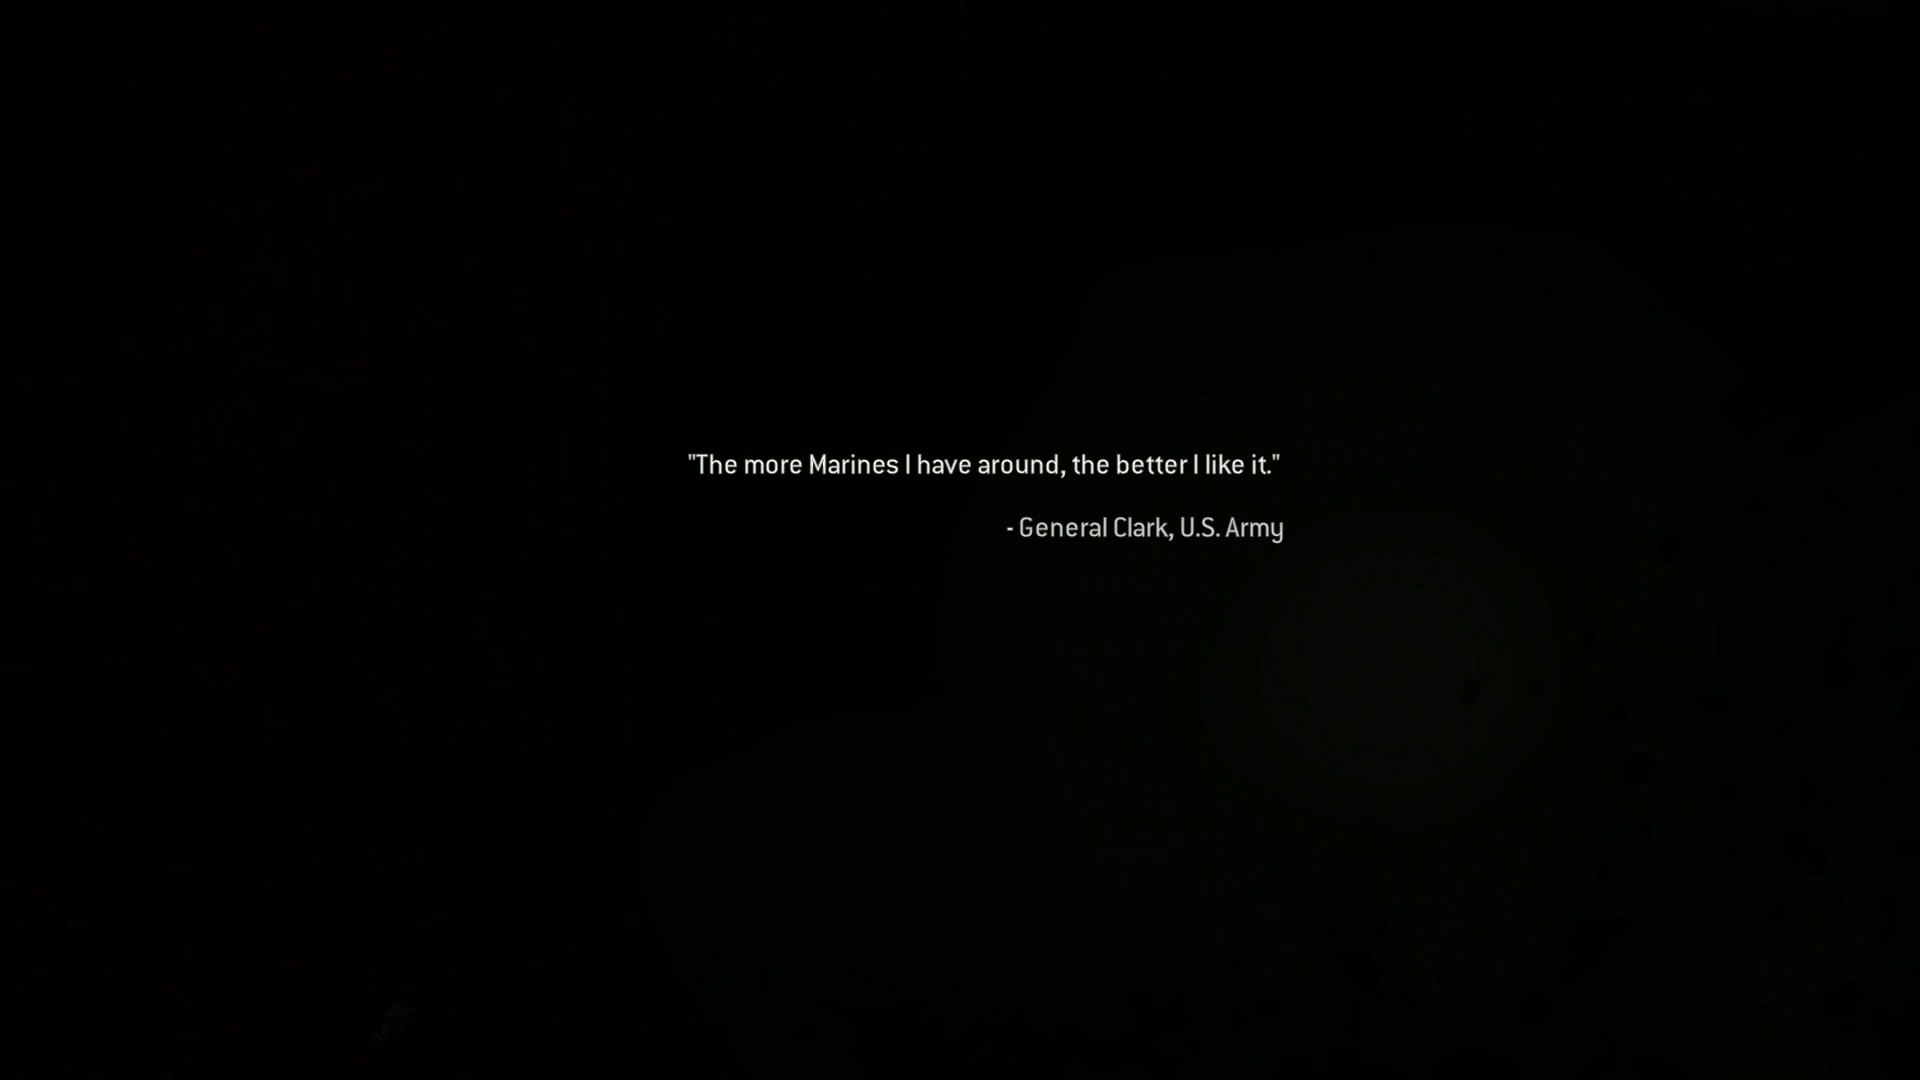 "The more Marines I have around, the better I like it."
- General Clark, U.S. Army